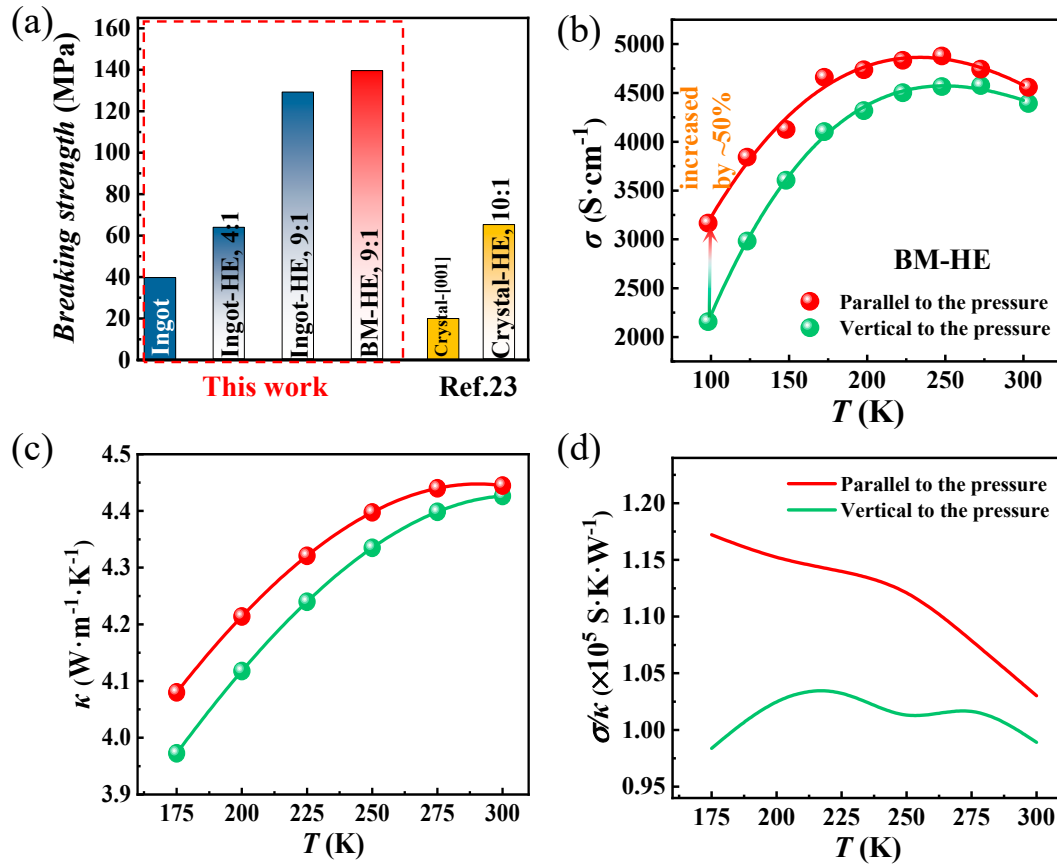 (a)
Breaking strength (MPa)
160
140
120
100
80
60
40
20
0
Ingot
Ingot-HE, 4:1
Ingot-HE, 9:1
BM-HE, 9:1
Crystal-[001]
Crystal-HE, 10:1
This work
Ref.23
(b)
σ (S·cm⁻¹)
5000
4500
4000
3500
3000
2500
2000
increased
by ~50%
BM-HE
Parallel to the pressure
Vertical to the pressure
100 150 200 250 300
T (K)
(c)
κ (W·m⁻¹·K⁻¹)
4.5
4.4
4.3
4.2
4.1
4.0
3.9
175 200 225 250 275 300
T (K)
(d)
σ/κ (×10⁵ S·K·W⁻¹)
1.20
1.15
1.10
1.05
1.00
0.95
Parallel to the pressure
Vertical to the pressure
175 200 225 250 275 300
T (K)